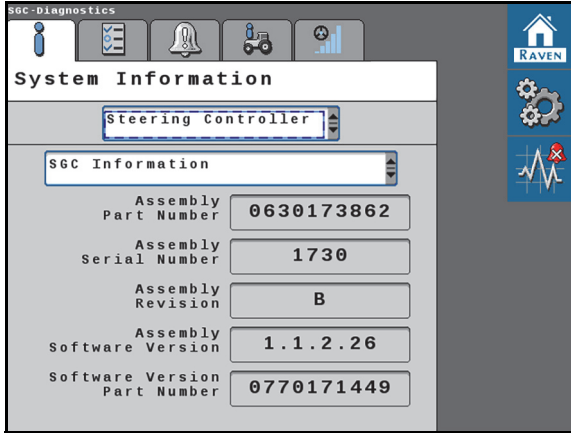 SGC-Diagnostics
RAVEN
System Information
Steering Controller
SGC Information
Assembly
Part Number
0630173862
Assembly
Serial Number
1730
Assembly
Revision
B
Assembly
Software Version
1.1.2.26
Software Version
Part Number
0770171449